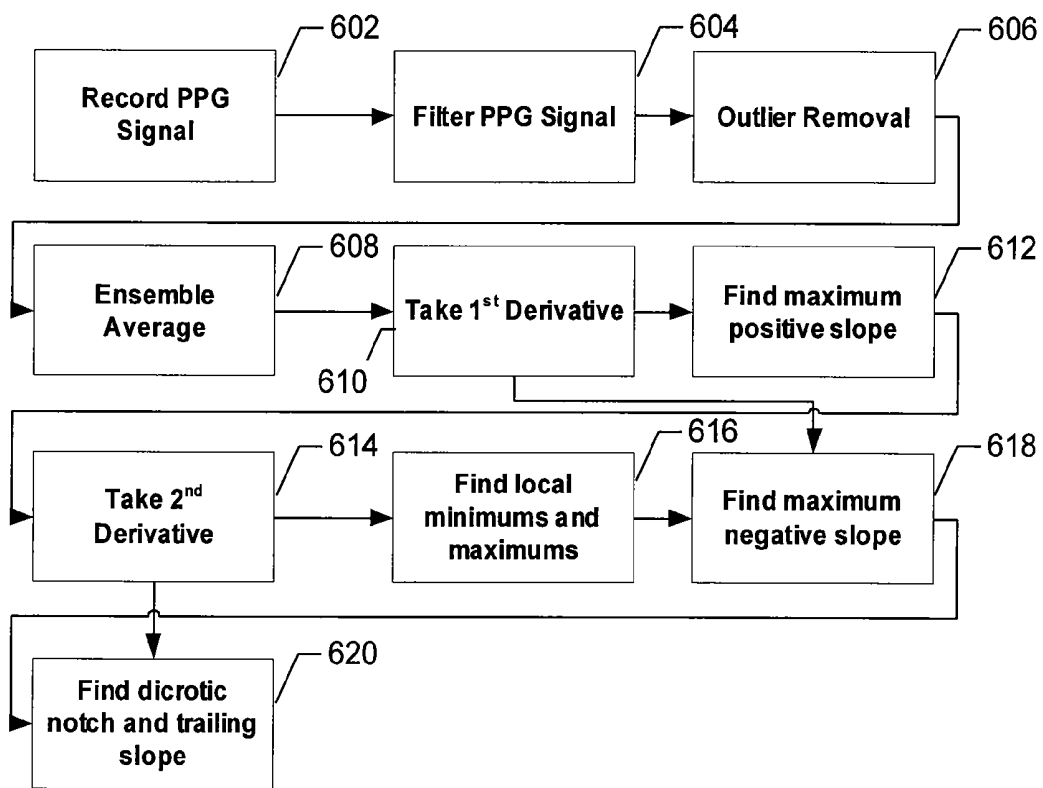 602
604
606
Record PPG
Signal
Filter PPG Signal
Outlier Removal
608
612
Ensemble
Average
Take 1st Derivative
Find maximum
positive slope
610
614
616
618
Take 2nd
Derivative
Find local
minimums and
maximums
Find maximum
negative slope
620
Find dicrotic
notch and trailing
slope